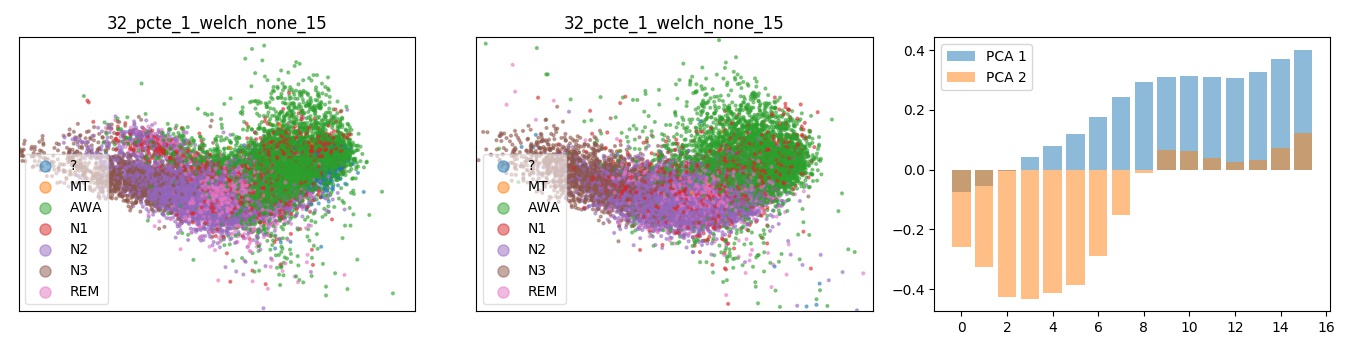 32_pcte_1_welch_none_15
?
MT
AWA
N1
N2
N3
REM
32_pcte_1_welch_none_15
?
MT
AWA
N1
N2
N3
REM
PCA 1
PCA 2
0.4
0.2
0.0
−0.2
−0.4
0 2 4 6 8 10 12 14 16